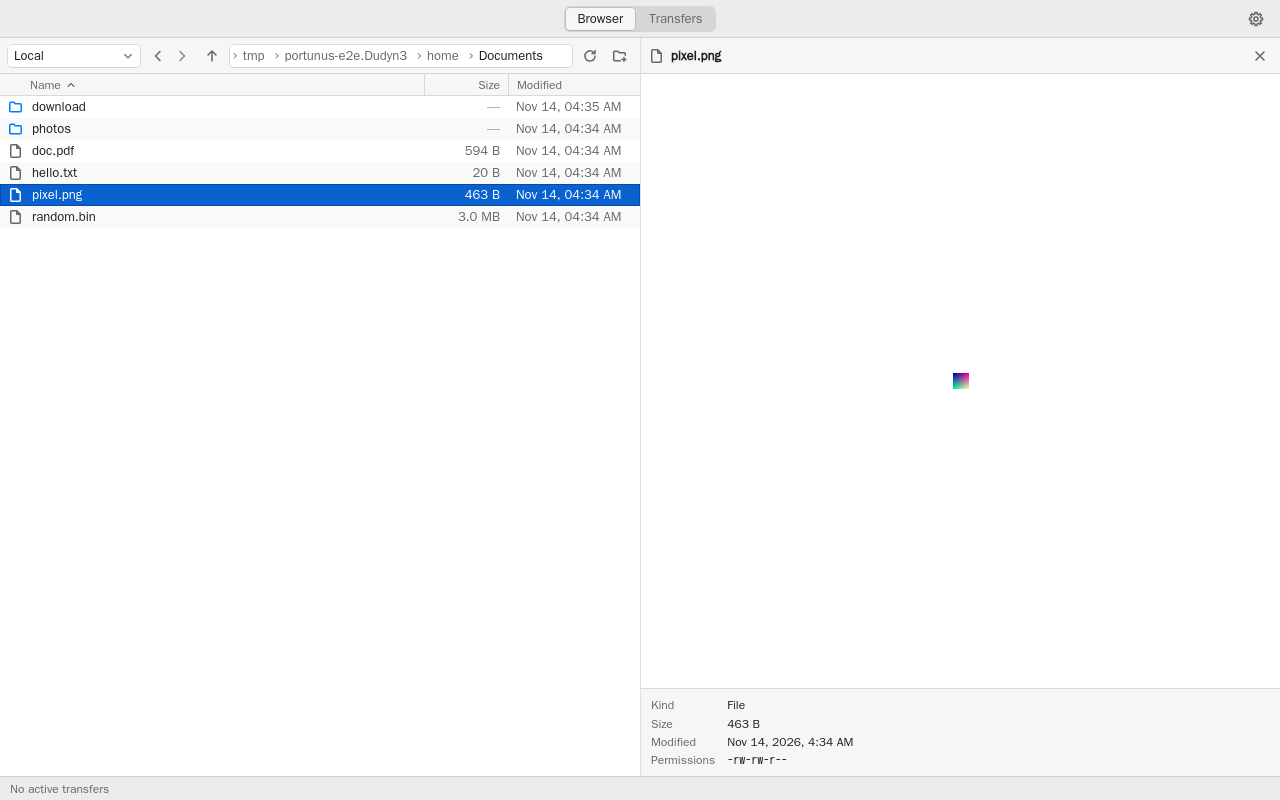 Browser Transfers
Local tmp portunus-e2e.Dudyn3 home Documents
pixel.png
Name Size Modified
download — Nov 14, 04:35 AM
photos — Nov 14, 04:34 AM
doc.pdf 594 B Nov 14, 04:34 AM
hello.txt 20 B Nov 14, 04:34 AM
pixel.png 463 B Nov 14, 04:34 AM
random.bin 3.0 MB Nov 14, 04:34 AM
Kind File
Size 463 B
Modified Nov 14, 2026, 4:34 AM
Permissions -rw-rw-r--
No active transfers